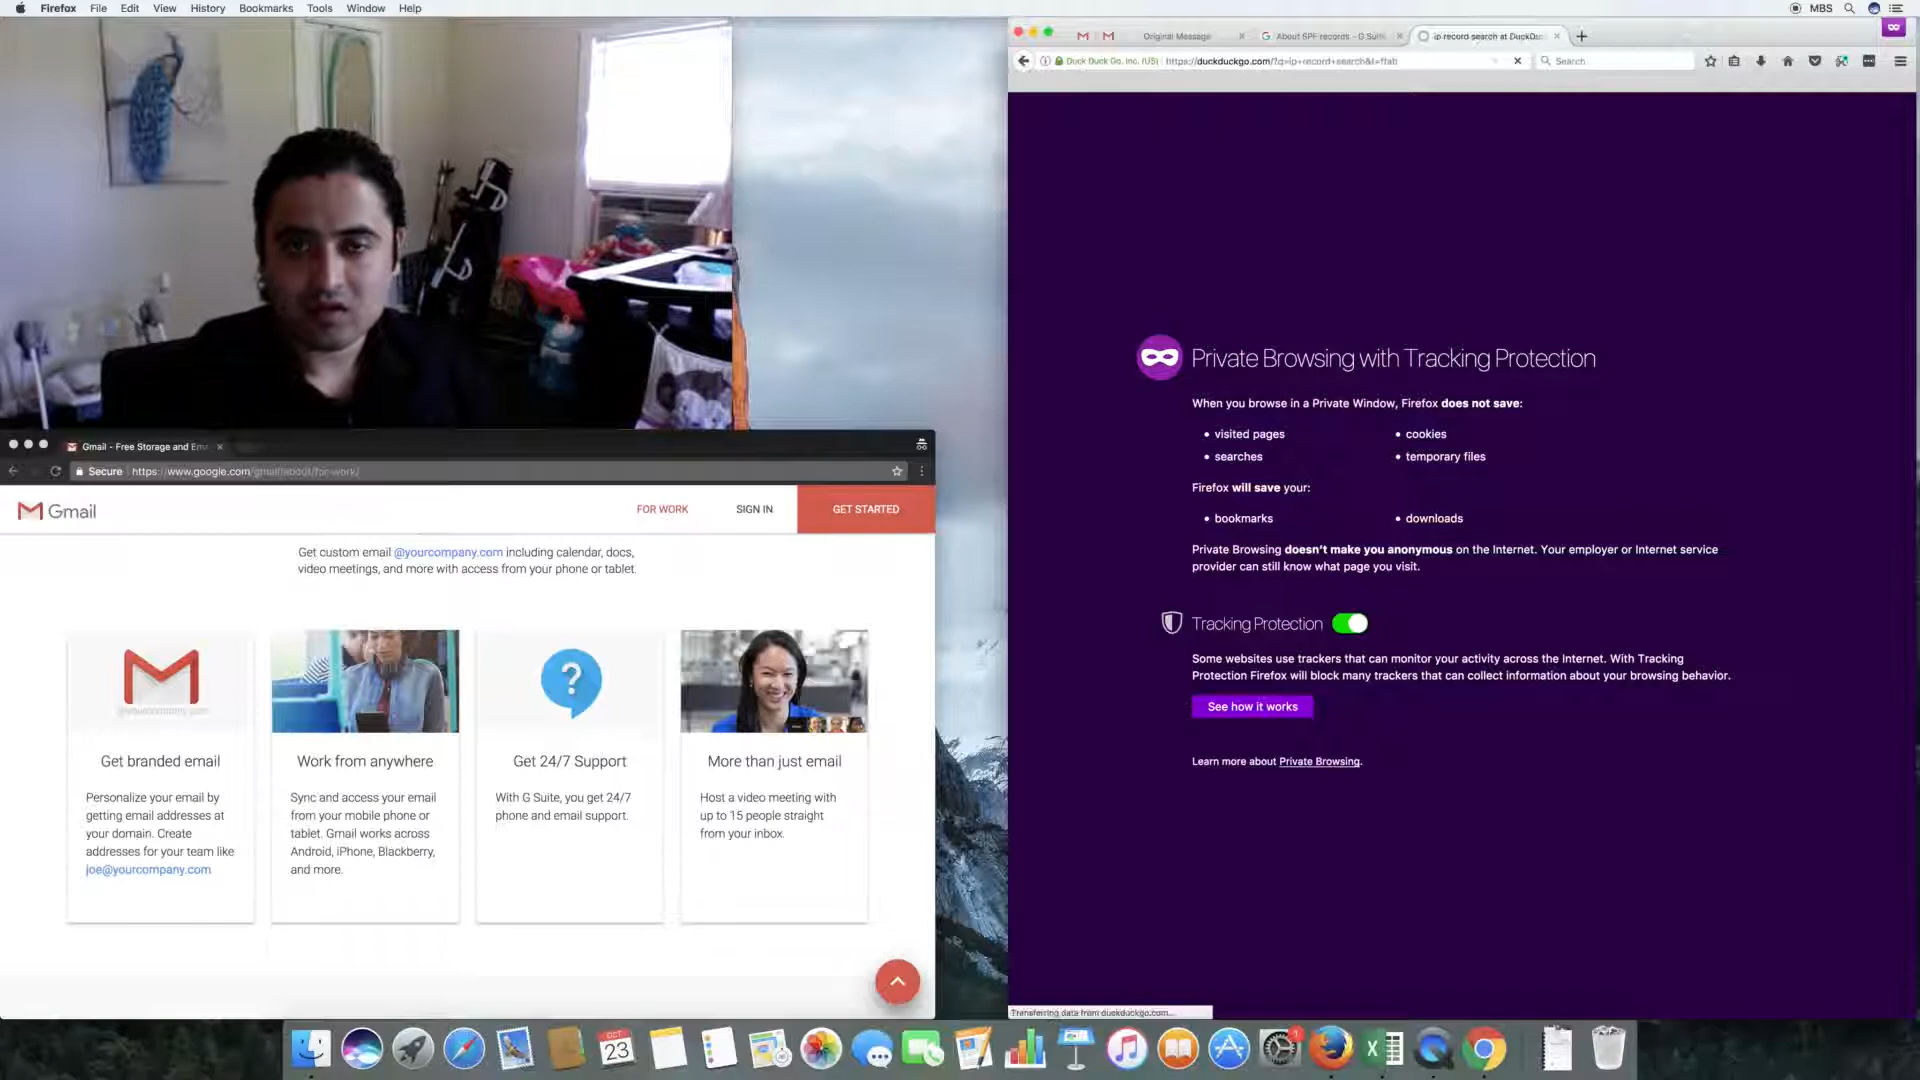 Firefox File Edit View History Bookmarks Tools Window Help
MBS
Original Message
About SPF records - G Suite
ip record search at DuckDuc
Duck Duck Go, Inc. (US) https://duckduckgo.com/?q=ip+record+search&t=ffab
Search
Private Browsing with Tracking Protection
When you browse in a Private Window, Firefox does not save:
• visited pages
• cookies
• searches
• temporary files
Firefox will save your:
• bookmarks
• downloads
Private Browsing doesn't make you anonymous on the Internet. Your employer or Internet service
provider can still know what page you visit.
Tracking Protection
Some websites use trackers that can monitor your activity across the Internet. With Tracking
Protection Firefox will block many trackers that can collect information about your browsing behavior.
See how it works
Learn more about Private Browsing.
Transferring data from duckduckgo.com...
Gmail - Free Storage and Ema
Secure https://www.google.com/gmail/about/for-work/
Gmail
FOR WORK
SIGN IN
GET STARTED
Get custom email @yourcompany.com including calendar, docs,
video meetings, and more with access from your phone or tablet.
@yourcompany.com
Get branded email
Personalize your email by
getting email addresses at
your domain. Create
addresses for your team like
joe@yourcompany.com
Work from anywhere
Sync and access your email
from your mobile phone or
tablet. Gmail works across
Android, iPhone, Blackberry,
and more.
?
Get 24/7 Support
With G Suite, you get 24/7
phone and email support.
More than just email
Host a video meeting with
up to 15 people straight
from your inbox.
OCT
23
1